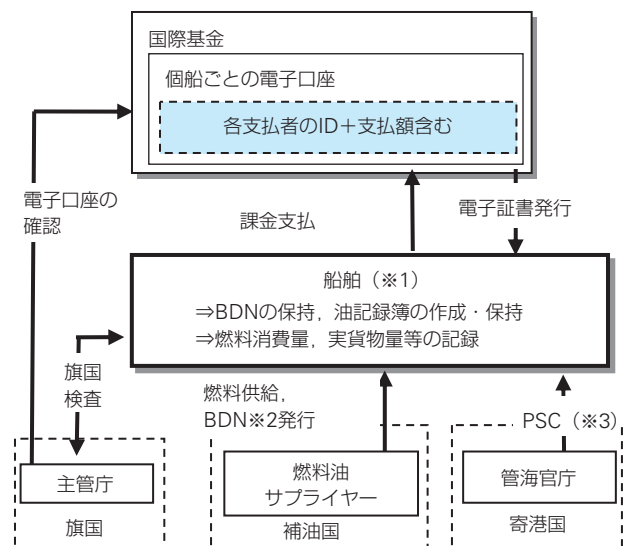 国際基金
個船ごとの電子口座
各支払者のID＋支払額含む
電子口座の
確認
課金支払
電子証書発行
船舶（※1）
⇒BDNの保持，油記録簿の作成・保持
⇒燃料消費量，実貨物量等の記録
旗国
検査
燃料供給，
BDN※2発行
PSC（※3）
主管庁
旗国
燃料油
サプライヤー
補油国
管海官庁
寄港国